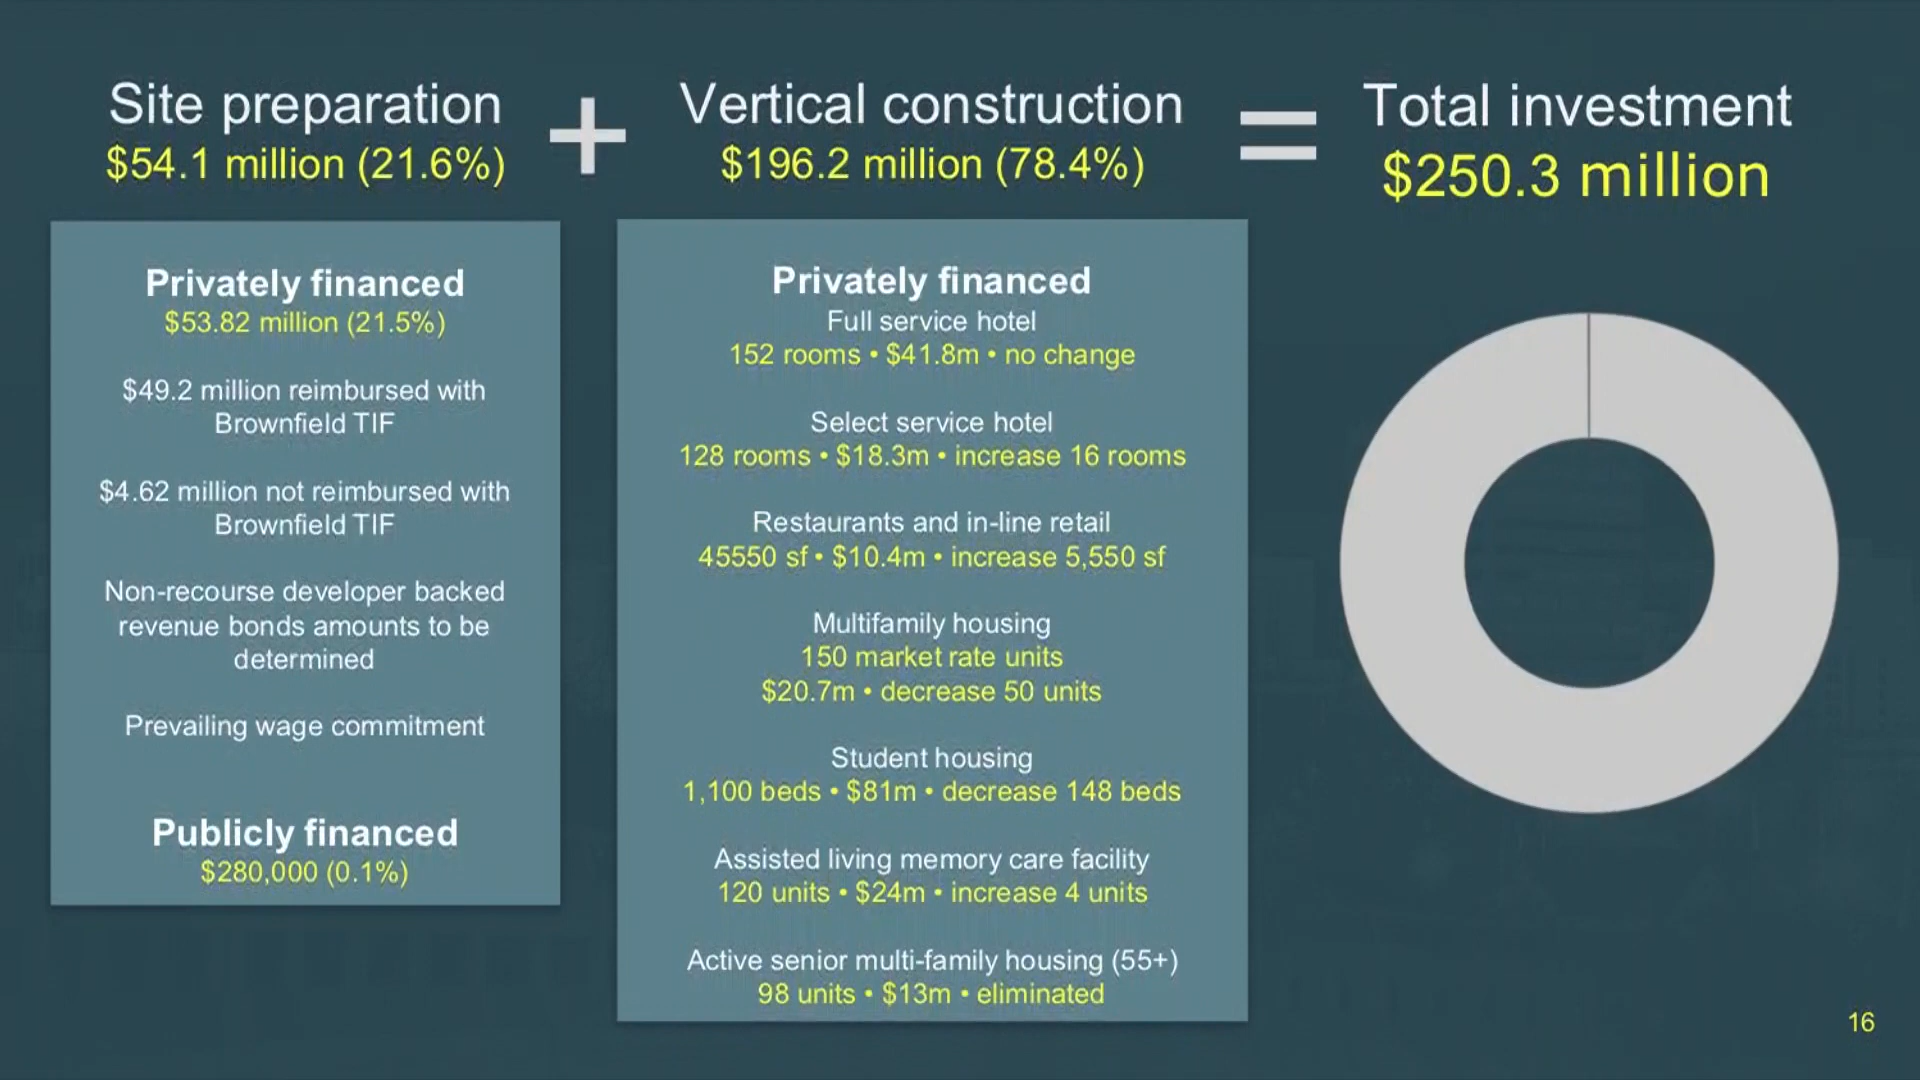 Site preparation
$54.1 million (21.6%)
+
Vertical construction
$196.2 million (78.4%)
=
Total investment
$250.3 million
Privately financed
$53.82 million (21.5%)
$49.2 million reimbursed with
Brownfield TIF
$4.62 million not reimbursed with
Brownfield TIF
Non-recourse developer backed
revenue bonds amounts to be
determined
Prevailing wage commitment
Publicly financed
$280,000 (0.1%)
Privately financed
Full service hotel
152 rooms • $41.8m • no change
Select service hotel
128 rooms • $18.3m • increase 16 rooms
Restaurants and in-line retail
45550 sf • $10.4m • increase 5,550 sf
Multifamily housing
150 market rate units
$20.7m • decrease 50 units
Student housing
1,100 beds • $81m • decrease 148 beds
Assisted living memory care facility
120 units • $24m • increase 4 units
Active senior multi-family housing (55+)
98 units • $13m • eliminated
16